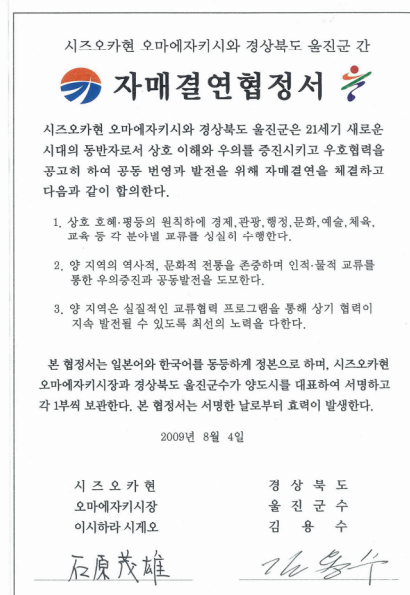 시즈오카현 오마에자키시와 경상북도 울진군 간
자매결연협정서
시즈오카현 오마에자키시와 경상북도 울진군은 21세기 새로운
시대의 동반자로서 상호 이해와 우의를 증진시키고 우호협력을
공고히 하여 공동 번영과 발전을 위해 자매결연을 체결하고
다음과 같이 합의한다.
1. 상호 호혜·평등의 원칙하에 경제,관광,행정,문화,예술,체육,
교육 등 각 분야별 교류를 성실히 수행한다.
2. 양 지역의 역사적, 문화적 전통을 존중하며 인적·물적 교류를
통한 우의증진과 공동발전을 도모한다.
3. 양 지역은 실질적인 교류협력 프로그램을 통해 상기 협력이
지속 발전될 수 있도록 최선의 노력을 다한다.
본 협정서는 일본어와 한국어를 동등하게 정본으로 하며, 시즈오카현
오마에자키시장과 경상북도 울진군수가 양도시를 대표하여 서명하고
각 1부씩 보관한다. 본 협정서는 서명한 날로부터 효력이 발생한다.
2009년 8월 4일
시 즈 오 카 현
오마에자키시장
이시하라 시게오
石原茂雄
경 상 북 도
울 진 군 수
김 용 수
김용수